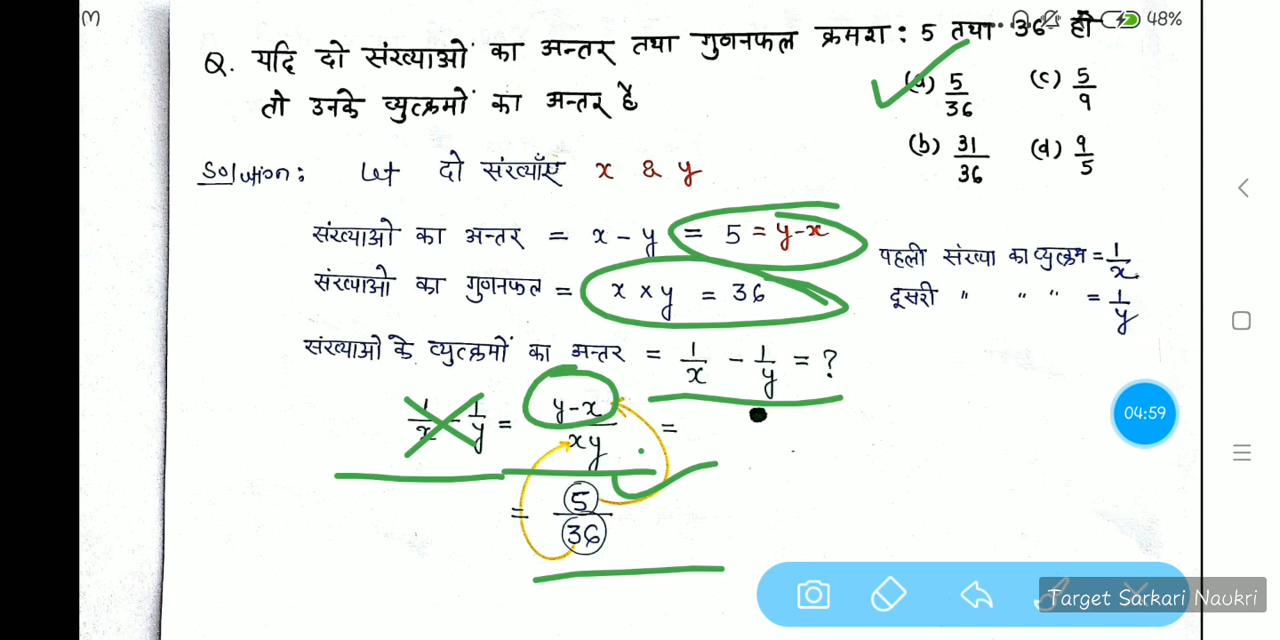 m
48%
Q. यदि दो संख्याओं का अन्तर तथा गुणनफल क्रमश: 5 तथा 36 हो
तो उनके व्युत्क्रमों का अन्तर है
(a) 5/36 (c) 5/9
(b) 31/36 (d) 9/5
Solution: Let दो संख्याएँ x & y
संख्याओ का अन्तर = x - y = 5 = y-x
संख्याओ का गुणनफल = x × y = 36
पहली संख्या का व्युत्क्रम = 1/x
दूसरी " " " = 1/y
संख्याओ के व्युत्क्रमों का अन्तर = 1/x - 1/y = ?
1/x - 1/y = y-x/xy =
= 5/36
04:59
Target Sarkari Naukri